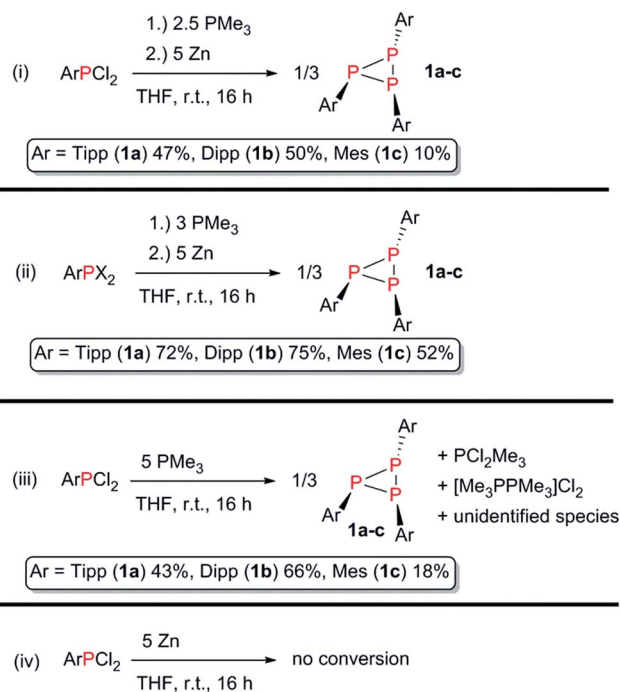 (i) ArPCl2 1.) 2.5 PMe3
2.) 5 Zn
THF, r.t., 16 h
1/3 Ar P P P Ar Ar 1a-c
Ar = Tipp (1a) 47%, Dipp (1b) 50%, Mes (1c) 10%
(ii) ArPX2 1.) 3 PMe3
2.) 5 Zn
THF, r.t., 16 h
1/3 Ar P P P Ar Ar 1a-c
Ar = Tipp (1a) 72%, Dipp (1b) 75%, Mes (1c) 52%
(iii) ArPCl2 5 PMe3
THF, r.t., 16 h
1/3 Ar P P P Ar Ar 1a-c
+ PCl2Me3
+ [Me3PPMe3]Cl2
+ unidentified species
Ar = Tipp (1a) 43%, Dipp (1b) 66%, Mes (1c) 18%
(iv) ArPCl2 5 Zn
THF, r.t., 16 h
no conversion